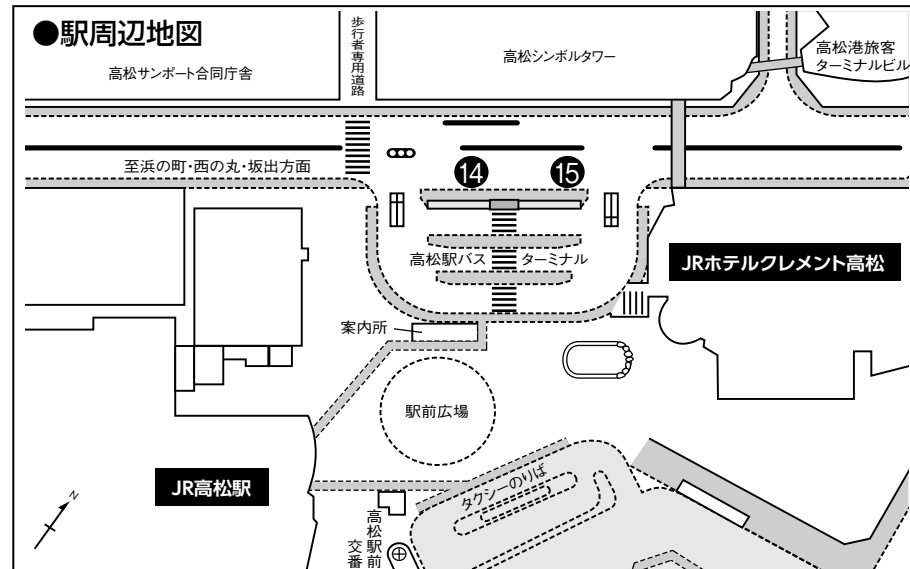 ●駅周辺地図
歩行者専用道路
高松サンポート合同庁舎
高松シンボルタワー
高松港旅客
ターミナルビル
至浜の町・西の丸・坂出方面
14
15
高松駅バス ターミナル
JRホテルクレメント高松
案内所
駅前広場
JR高松駅
タクシーのりば
高松駅前
交番
N